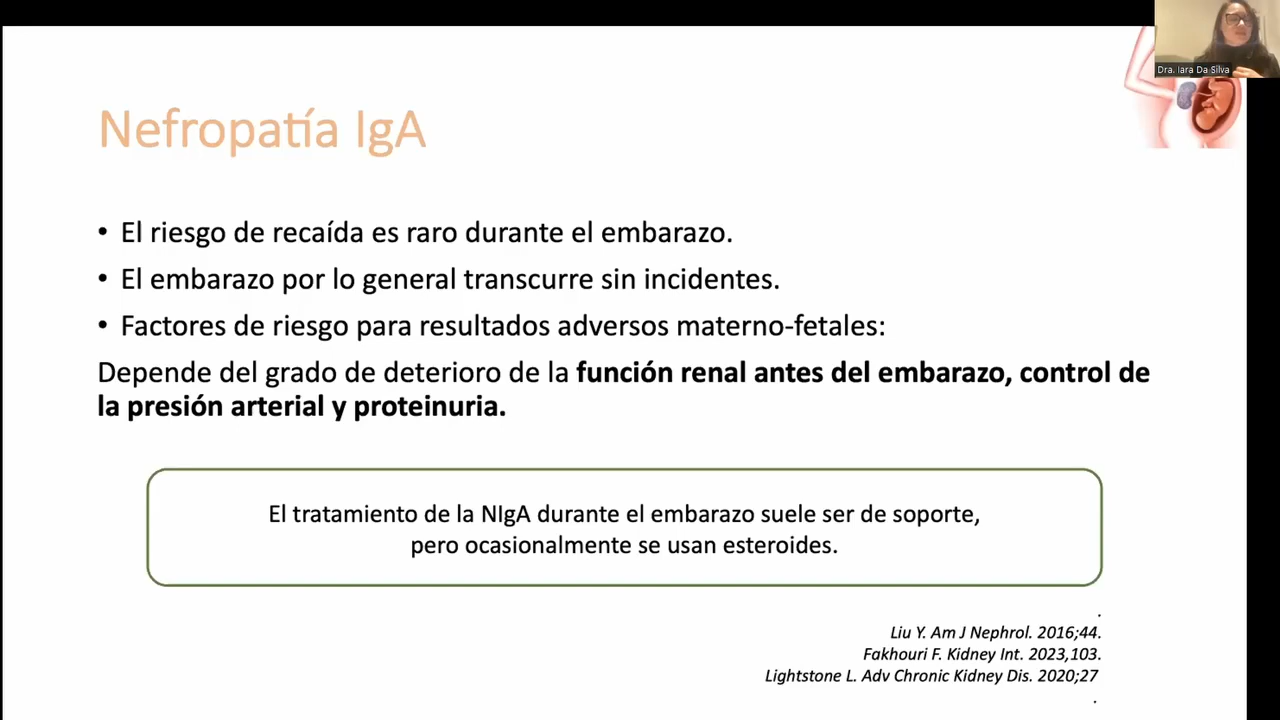 Dra. Iara Da Silva
Nefropatía IgA
• El riesgo de recaída es raro durante el embarazo.
• El embarazo por lo general transcurre sin incidentes.
• Factores de riesgo para resultados adversos materno-fetales:
Depende del grado de deterioro de la función renal antes del embarazo, control de
la presión arterial y proteinuria.
El tratamiento de la NIgA durante el embarazo suele ser de soporte,
pero ocasionalmente se usan esteroides.
.
Liu Y. Am J Nephrol. 2016;44.
Fakhouri F. Kidney Int. 2023,103.
Lightstone L. Adv Chronic Kidney Dis. 2020;27
.